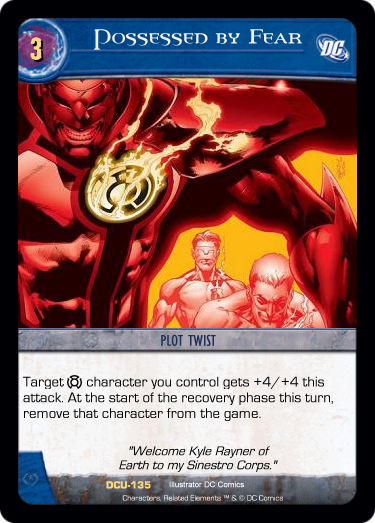 3
Possessed by Fear
DC
PLOT TWIST
Target character you control gets +4/+4 this
attack. At the start of the recovery phase this turn,
remove that character from the game.
"Welcome Kyle Rayner of
Earth to my Sinestro Corps."
DCU-135 Illustrator DC Comics
Characters, Related Elements ™ & © DC Comics